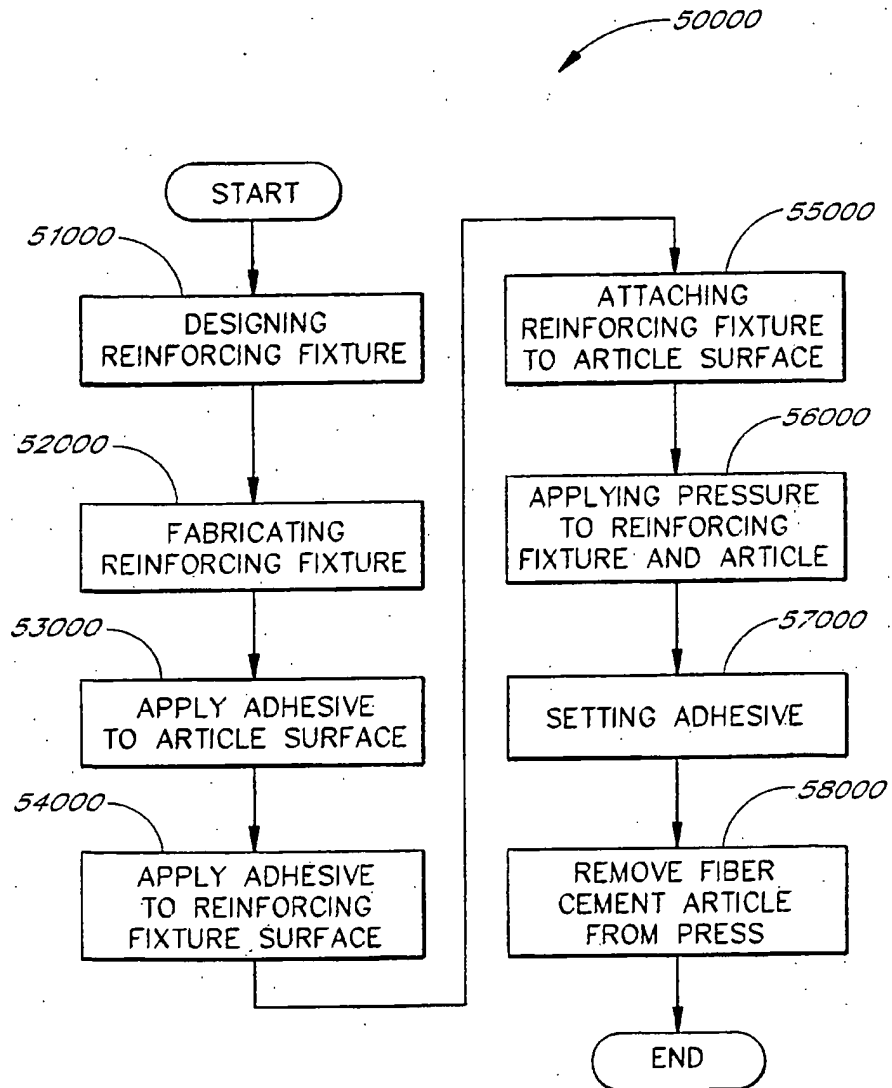 50000
START
51000
DESIGNING
REINFORCING FIXTURE
52000
FABRICATING
REINFORCING FIXTURE
53000
APPLY ADHESIVE
TO ARTICLE SURFACE
54000
APPLY ADHESIVE
TO REINFORCING
FIXTURE SURFACE
55000
ATTACHING
REINFORCING FIXTURE
TO ARTICLE SURFACE
56000
APPLYING PRESSURE
TO REINFORCING
FIXTURE AND ARTICLE
57000
SETTING ADHESIVE
58000
REMOVE FIBER
CEMENT ARTICLE
FROM PRESS
END